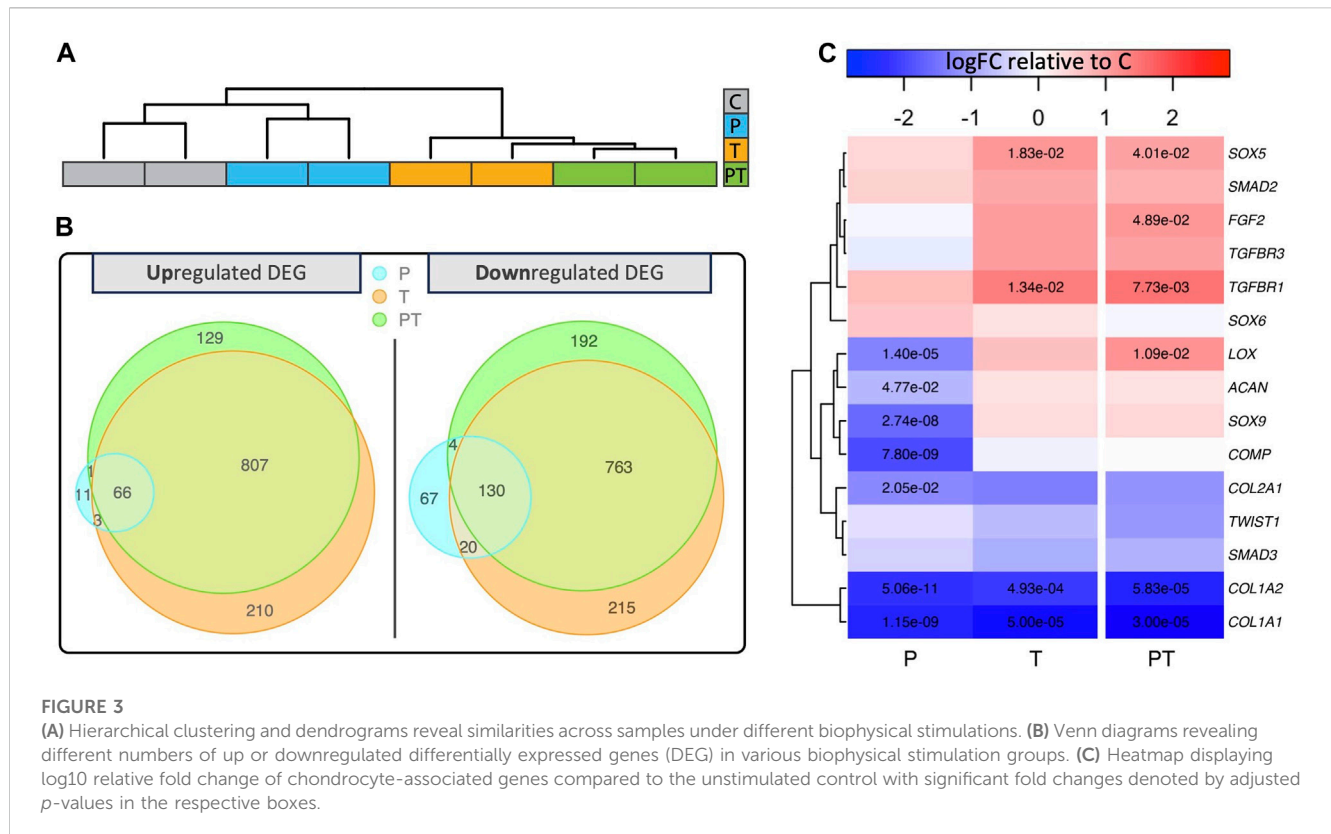 A
C
P
T
PT
B
Upregulated DEG
Downregulated DEG
P
T
PT
129
1
807
11
66
3
210
192
4
763
67
130
20
215
C
logFC relative to C
-2 -1 0 1 2
1.83e-02 4.01e-02 SOX5
SMAD2
4.89e-02 FGF2
TGFBR3
1.34e-02 7.73e-03 TGFBR1
SOX6
1.40e-05 1.09e-02 LOX
4.77e-02 ACAN
2.74e-08 SOX9
7.80e-09 COMP
2.05e-02 COL2A1
TWIST1
SMAD3
5.06e-11 4.93e-04 5.83e-05 COL1A2
1.15e-09 5.00e-05 3.00e-05 COL1A1
P T PT
FIGURE 3
(A) Hierarchical clustering and dendrograms reveal similarities across samples under different biophysical stimulations. (B) Venn diagrams revealing
different numbers of up or downregulated differentially expressed genes (DEG) in various biophysical stimulation groups. (C) Heatmap displaying
log10 relative fold change of chondrocyte-associated genes compared to the unstimulated control with significant fold changes denoted by adjusted
p-values in the respective boxes.